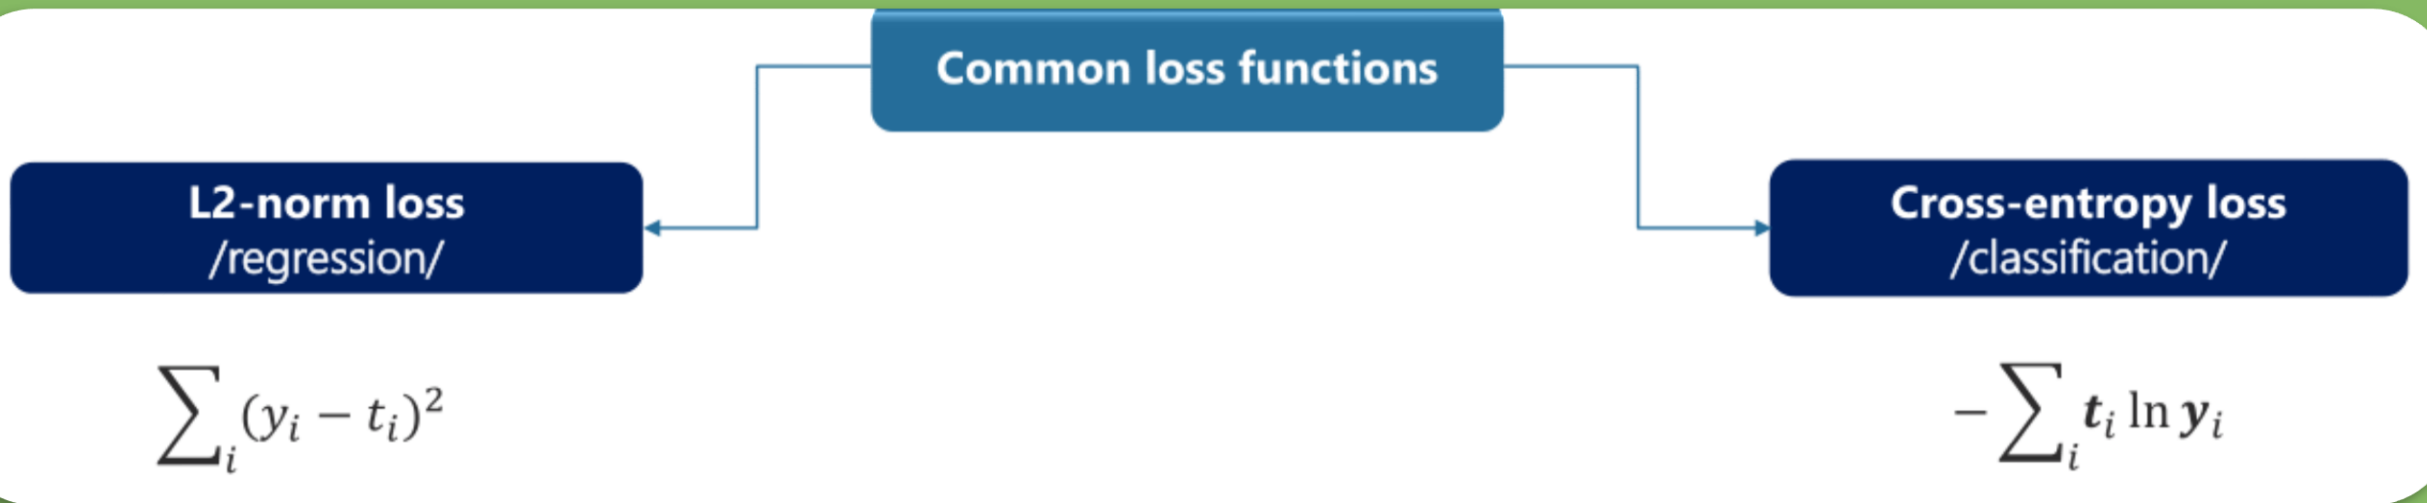 Common loss functions
L2-norm loss
/regression/
Cross-entropy loss
/classification/
∑ᵢ(yᵢ − tᵢ)²
−∑ᵢ tᵢ ln yᵢ